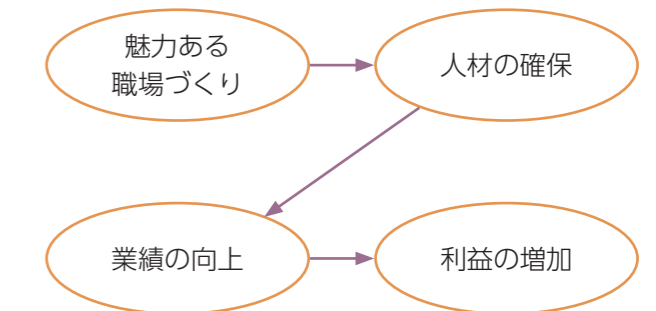 魅力ある
職場づくり
人材の確保
業績の向上
利益の増加